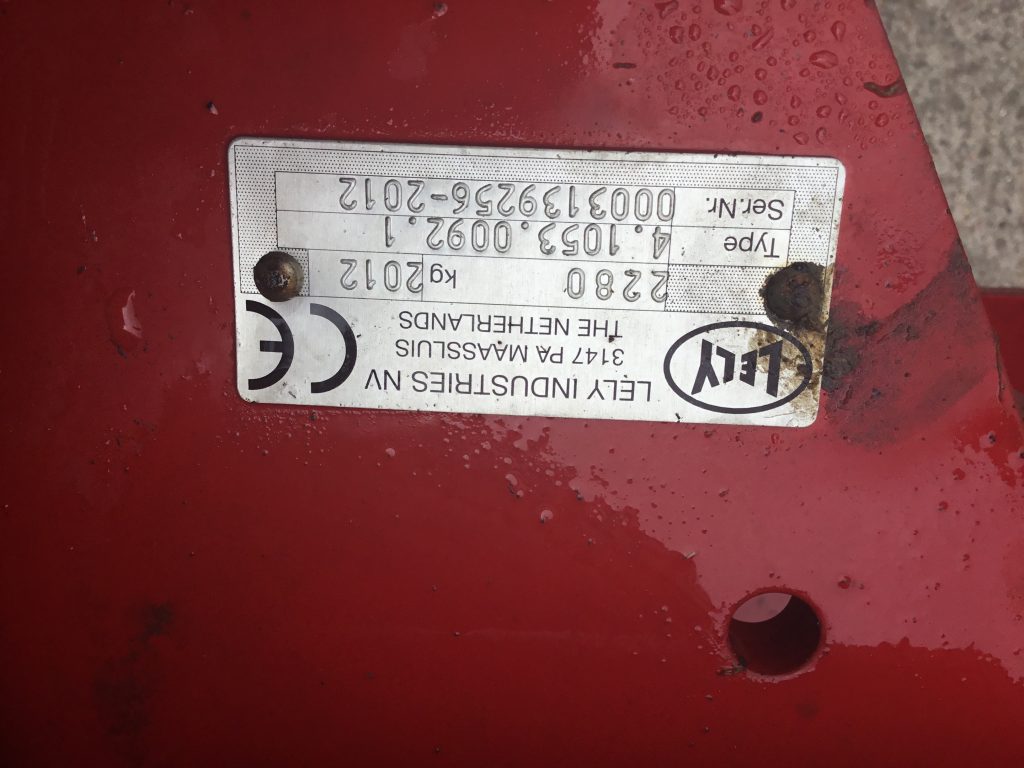 LELY
LELY INDUSTRIES NV
3147 PA MAASSLUIS
THE NETHERLANDS
CE
2280 kg 2012
Type 4.1053.0092.1
Ser.Nr. 0003139256-2012